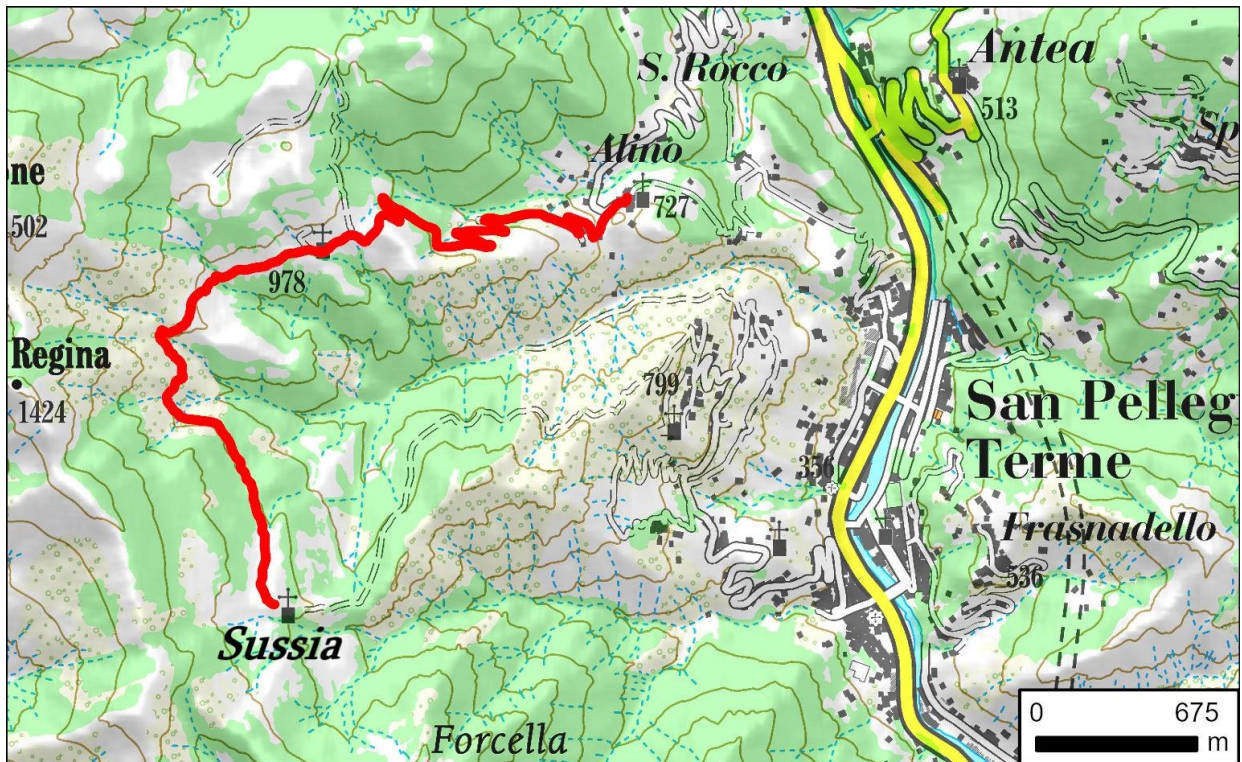 Antea
S. Rocco
513
Sp
Alino
ne
727
1502
978
Regina
1424
799
San Pelleg
Terme
356
Frasnadello
536
Sussia
Forcella
0 675
m